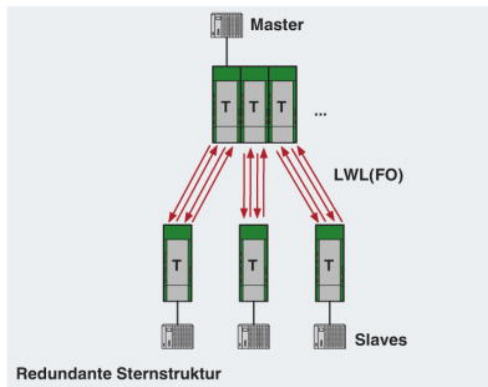 Master
T T T ...
LWL(FO)
T T T
Slaves
Redundante Sternstruktur